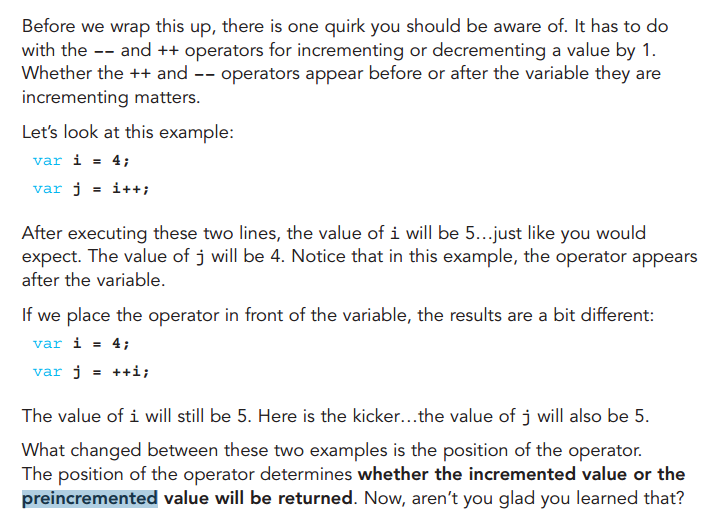 Before we wrap this up, there is one quirk you should be aware of. It has to do
with the -- and ++ operators for incrementing or decrementing a value by 1.
Whether the ++ and -- operators appear before or after the variable they are
incrementing matters.
Let’s look at this example:
var i = 4;
var j = i++;
After executing these two lines, the value of i will be 5...just like you would
expect. The value of j will be 4. Notice that in this example, the operator appears
after the variable.
If we place the operator in front of the variable, the results are a bit different:
var i = 4;
var j = ++i;
The value of i will still be 5. Here is the kicker...the value of j will also be 5.
What changed between these two examples is the position of the operator.
The position of the operator determines whether the incremented value or the
preincremented value will be returned. Now, aren’t you glad you learned that?